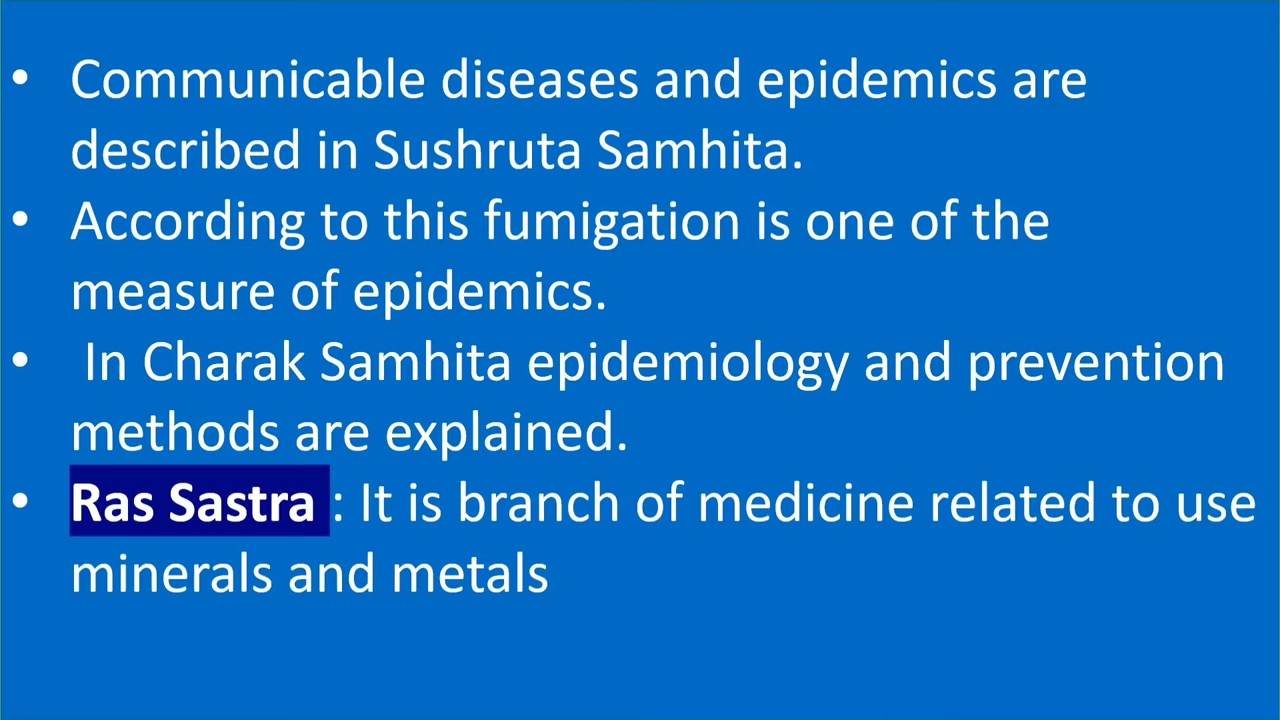 • Communicable diseases and epidemics are
described in Sushruta Samhita.
• According to this fumigation is one of the
measure of epidemics.
• In Charak Samhita epidemiology and prevention
methods are explained.
• Ras Sastra : It is branch of medicine related to use
minerals and metals